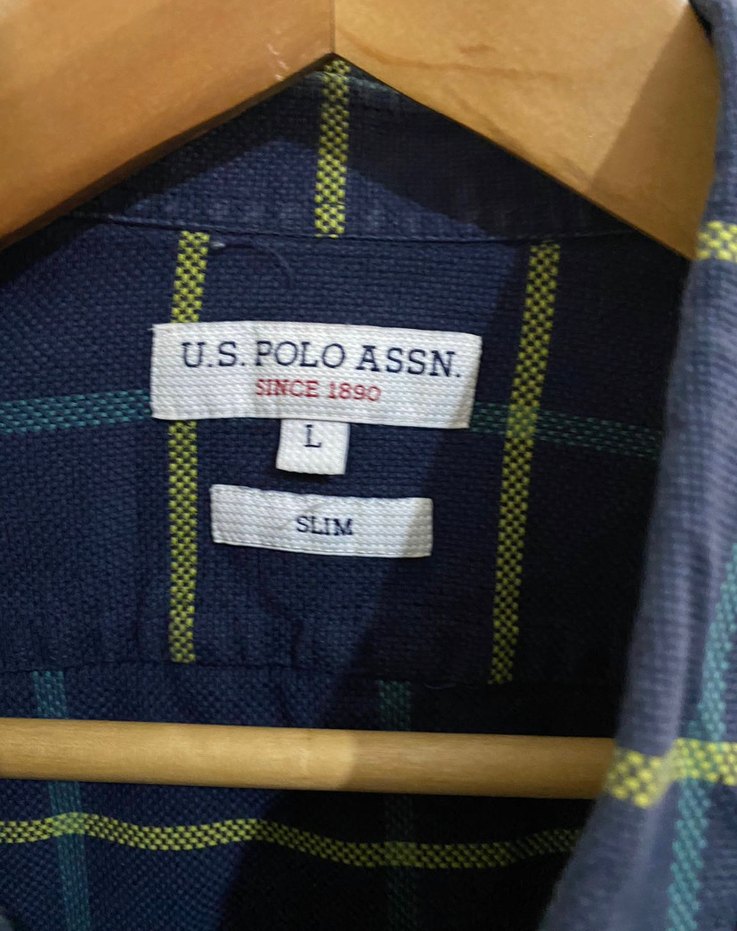 U.S. POLO ASSN.
SINCE 1890
L
SLIM